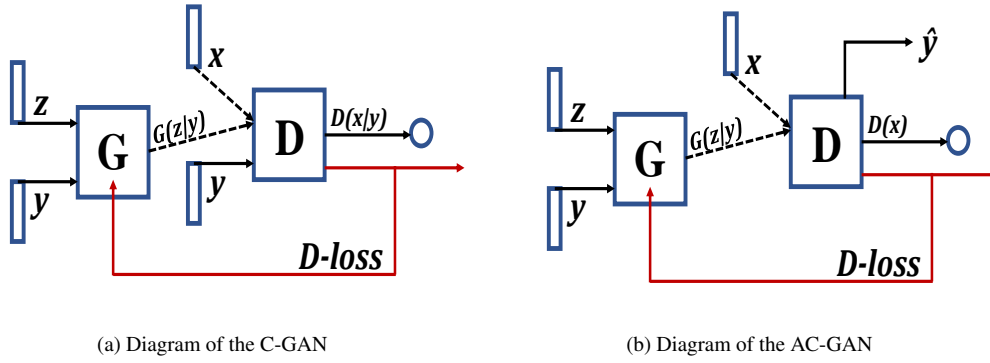 x
z
G(z|y)
G
D
D(x|y)
y
y
D-loss
(a) Diagram of the C-GAN
ŷ
x
z
G(z|y)
G
D
D(x)
y
D-loss
(b) Diagram of the AC-GAN